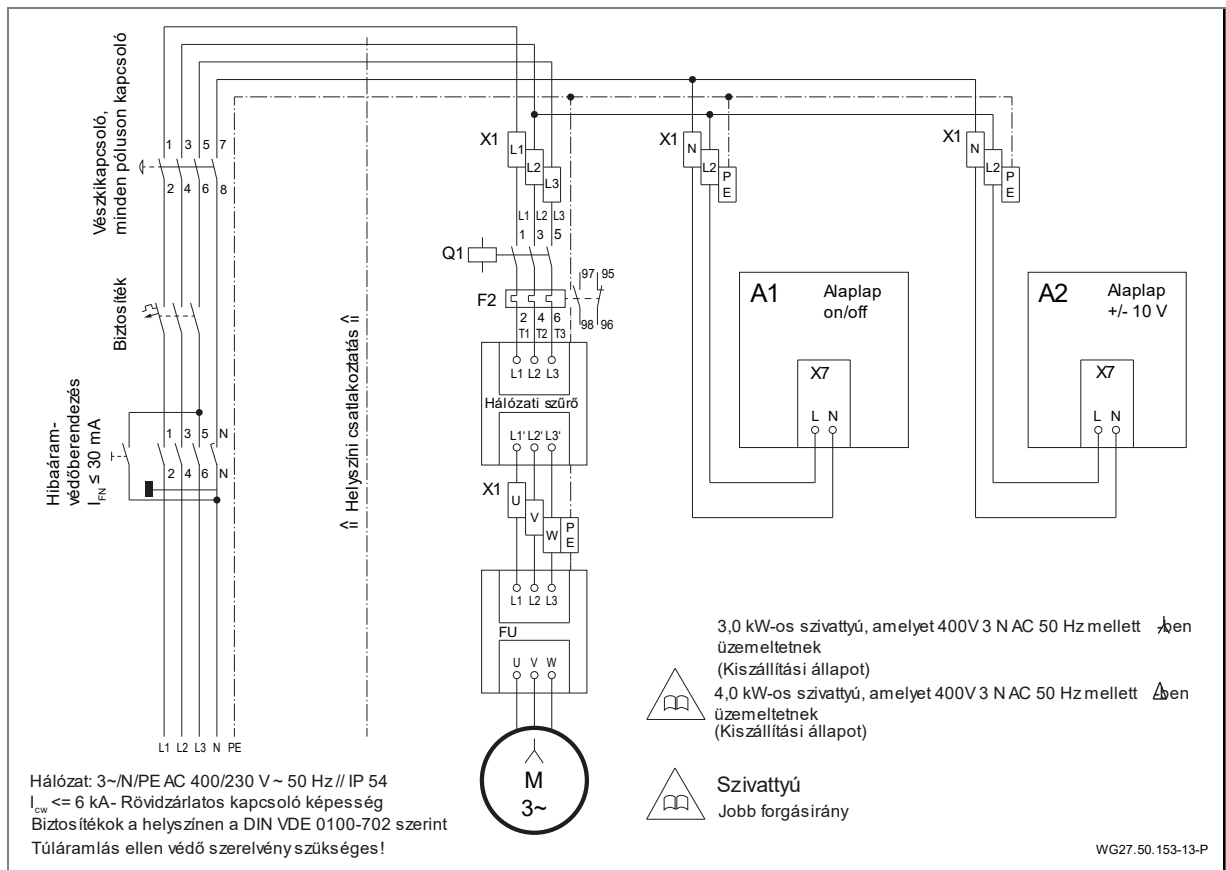 Vészkikapcsoló,
minden póluson kapcsoló
1 3 5 7
2 4 6 8
Biztosíték
Hibaáram-
védőberendezés
I_FN ≤ 30 mA
1 3 5 N
2 4 6 N
L1 L2 L3 N PE
⇑ Helyszíni csatlakoztatás ⇑
X1
L1
L2
L3
L1 L2 L3
1 3 5
Q1
97 95
F2
98 96
2 4 6
T1 T2 T3
L1 L2 L3
Hálózati szűrő
L1' L2' L3'
X1
U
V
W
PE
L1 L2 L3
FU
U V W
M
3~
X1
N
L2
PE
A1
Alaplap
on/off
X7
L N
X1
N
L2
PE
A2
Alaplap
+/- 10 V
X7
L N
3,0 kW-os szivattyú, amelyet 400V 3 N AC 50 Hz mellett -ben
üzemeltetnek
(Kiszállítási állapot)
4,0 kW-os szivattyú, amelyet 400V 3 N AC 50 Hz mellett -ben
üzemeltetnek
(Kiszállítási állapot)
Szivattyú
Jobb forgásirány
Hálózat: 3~/N/PE AC 400/230 V ~ 50 Hz// IP 54
I_cw <= 6 kA- Rövidzárlatos kapcsoló képesség
Biztosítékok a helyszínen a DIN VDE 0100-702 szerint
Túláramlás ellen védő szerelvény szükséges!
WG27.50.153-13-P